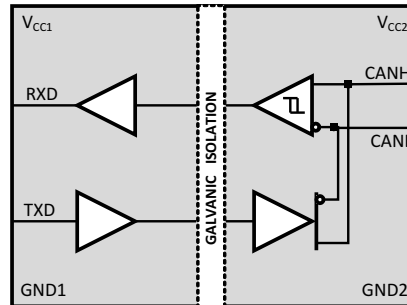 VCC1
VCC2
RXD
CANH
CANL
GALVANIC ISOLATION
TXD
GND1
GND2